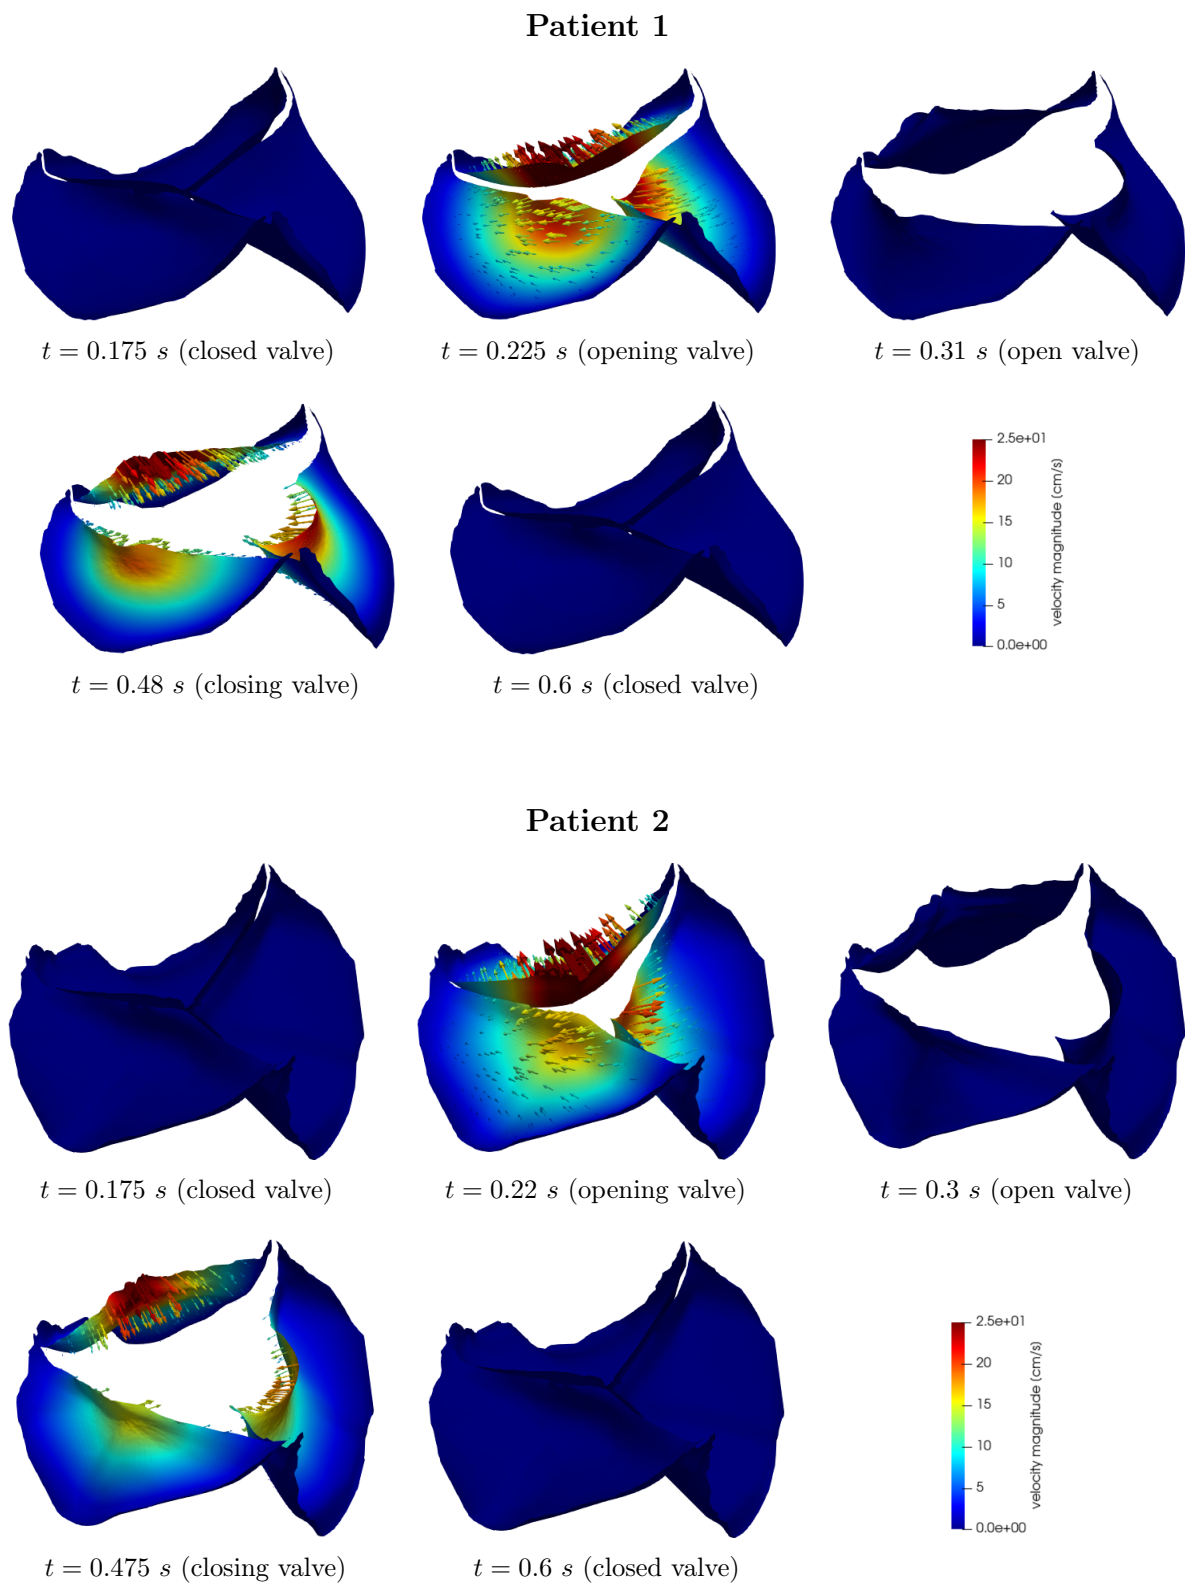 Patient 1
t = 0.175 s (closed valve)
t = 0.225 s (opening valve)
t = 0.31 s (open valve)
2.5e+01
20
15
10
5
0.0e+00
velocity magnitude (cm/s)
t = 0.48 s (closing valve)
t = 0.6 s (closed valve)
Patient 2
t = 0.175 s (closed valve)
t = 0.22 s (opening valve)
t = 0.3 s (open valve)
2.5e+01
20
15
10
5
0.0e+00
velocity magnitude (cm/s)
t = 0.475 s (closing valve)
t = 0.6 s (closed valve)